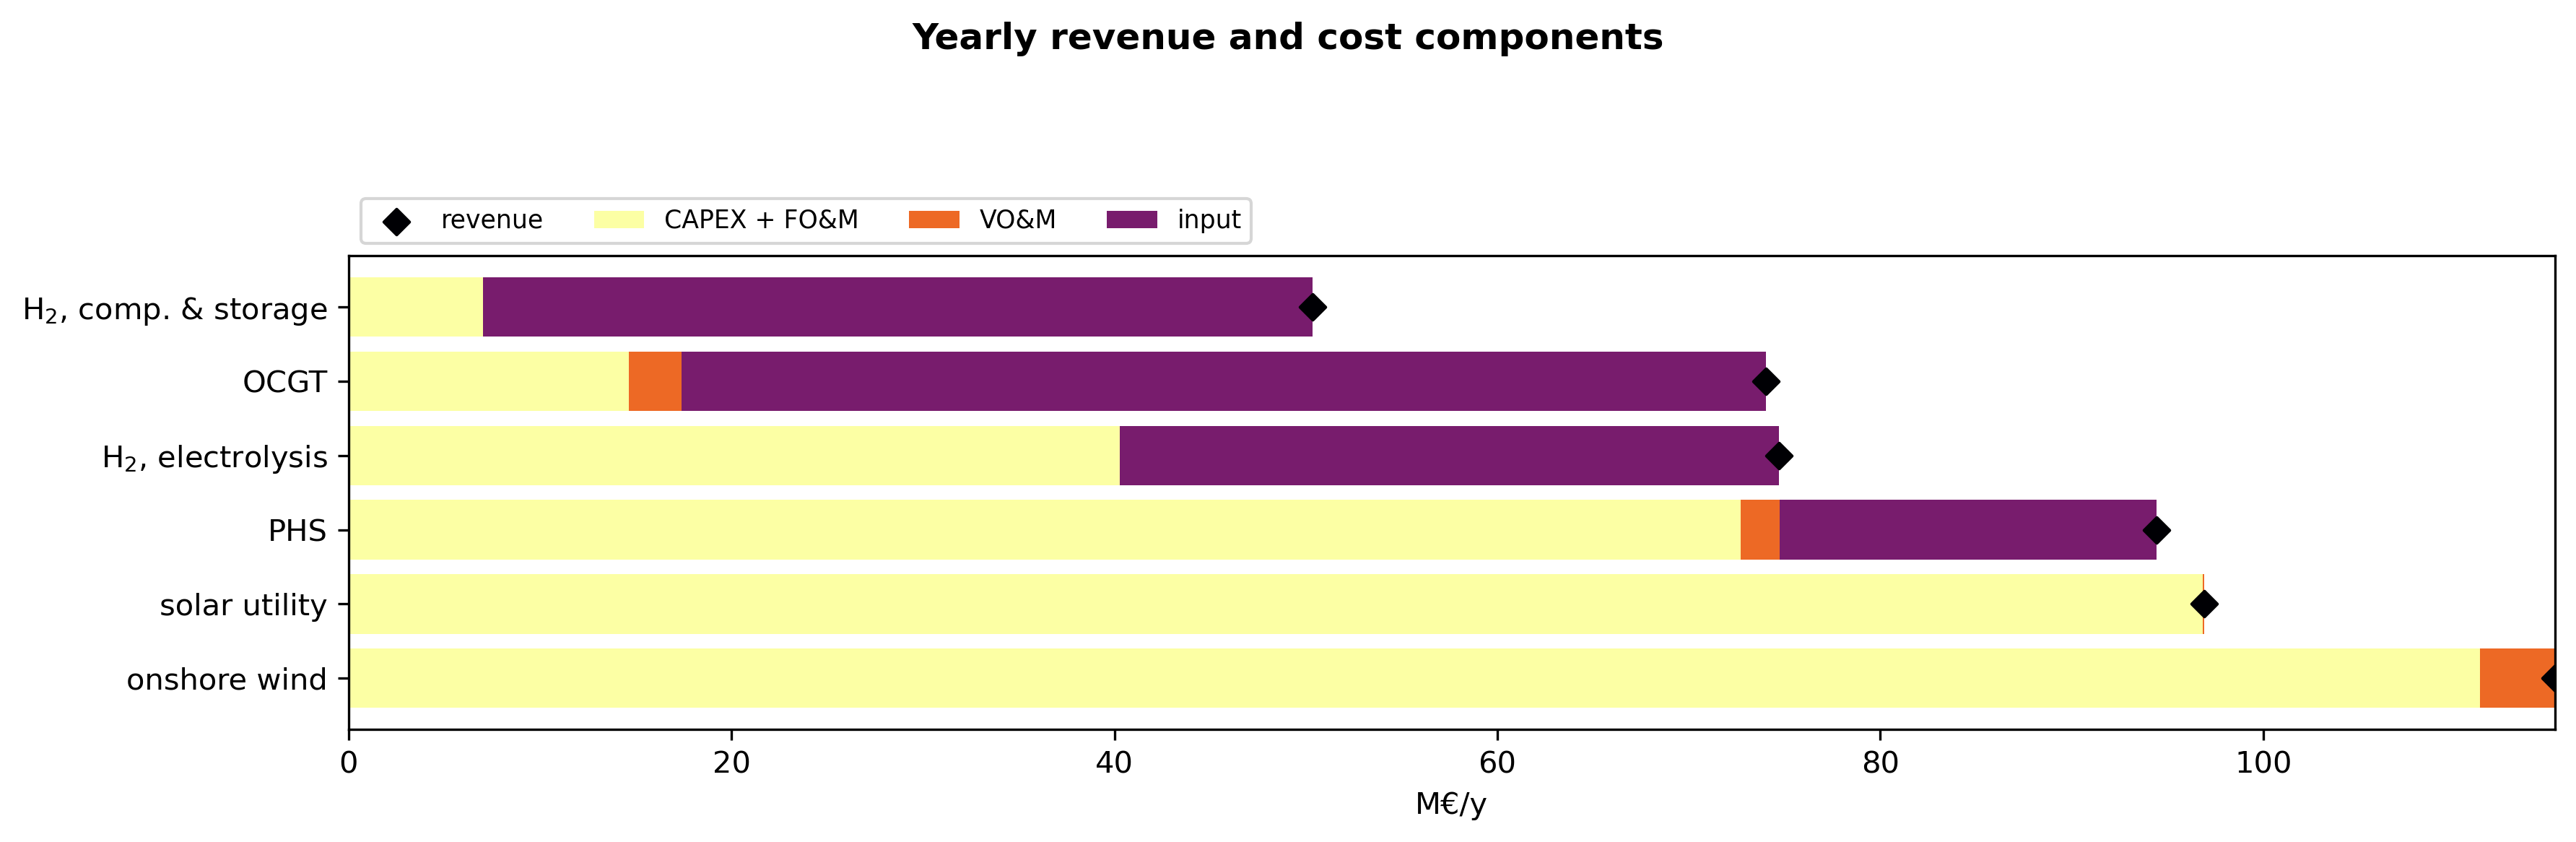 Yearly revenue and cost components
revenue CAPEX + FO&M VO&M input
H₂, comp. & storage
OCGT
H₂, electrolysis
PHS
solar utility
onshore wind
0 20 40 60 80 100
M€/y